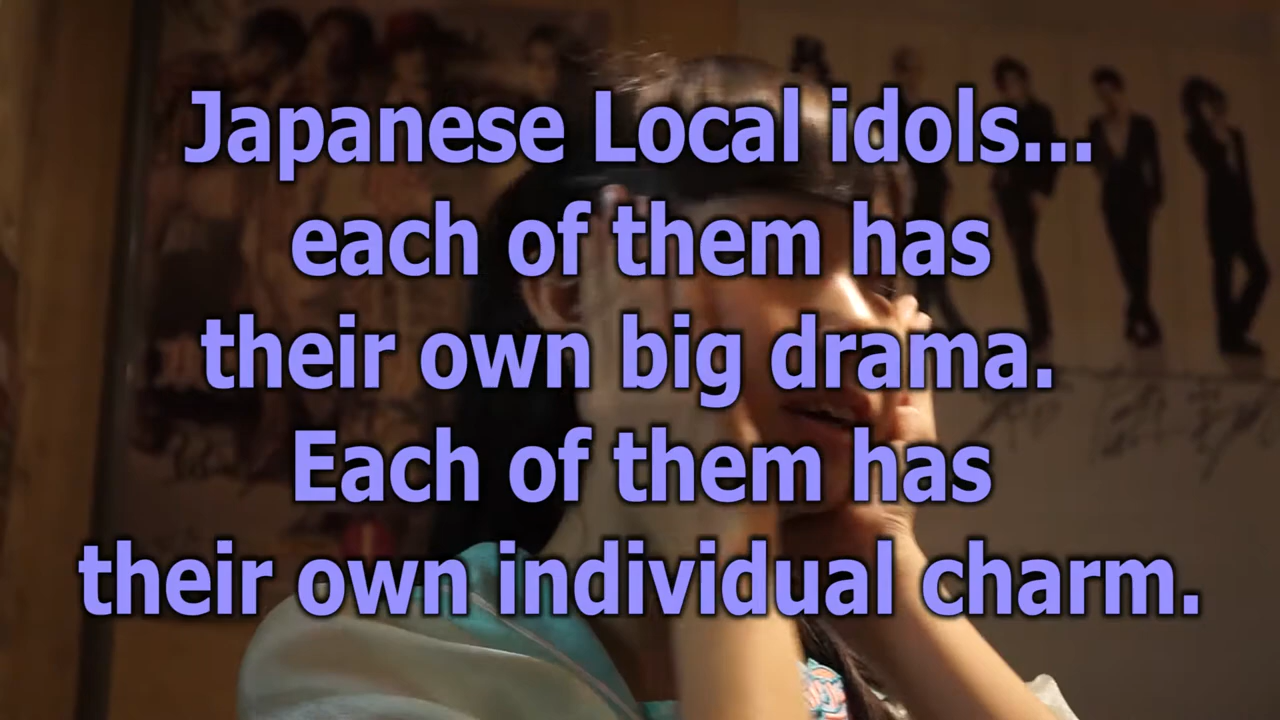 Japanese Local idols...
each of them has
their own big drama.
Each of them has
their own individual charm.